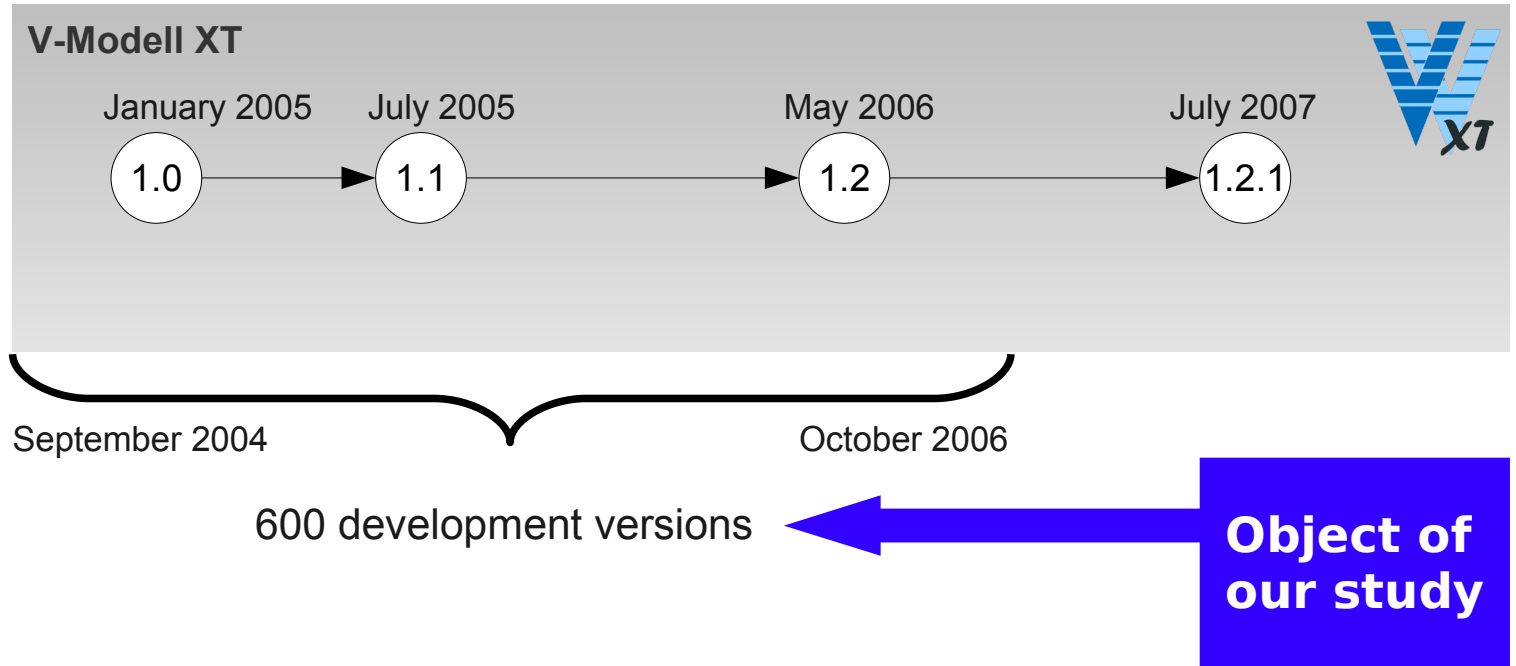 V-Modell XT
January 2005 July 2005 May 2006 July 2007
1.0 1.1 1.2 1.2.1
XT
September 2004 October 2006
600 development versions
Object of
our study